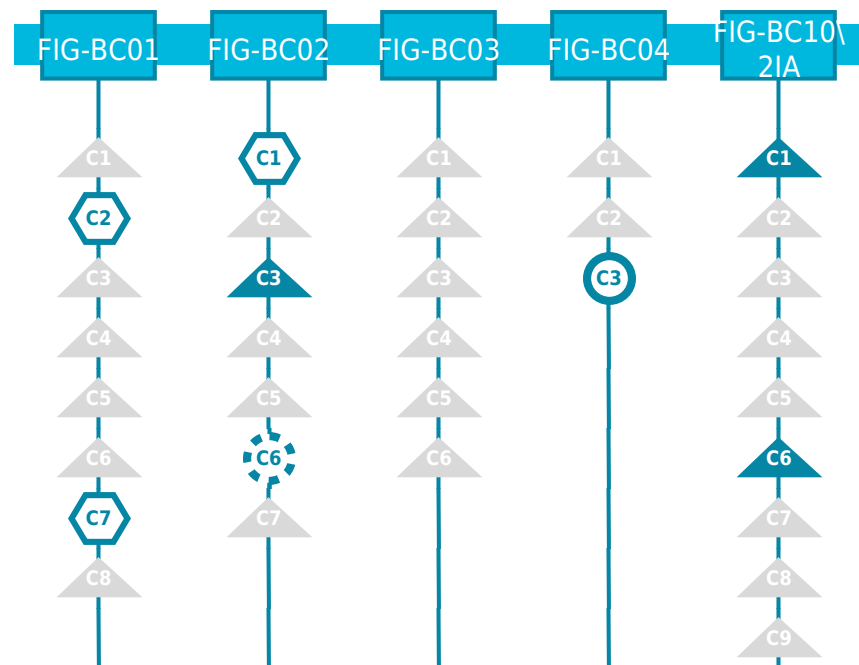 FIG-BC01
FIG-BC02
FIG-BC03
FIG-BC04
FIG-BC10\
2IA
C1
C2
C3
C4
C5
C6
C7
C8
C1
C2
C3
C4
C5
C6
C7
C1
C2
C3
C4
C5
C6
C1
C2
C3
C1
C2
C3
C4
C5
C6
C7
C8
C9